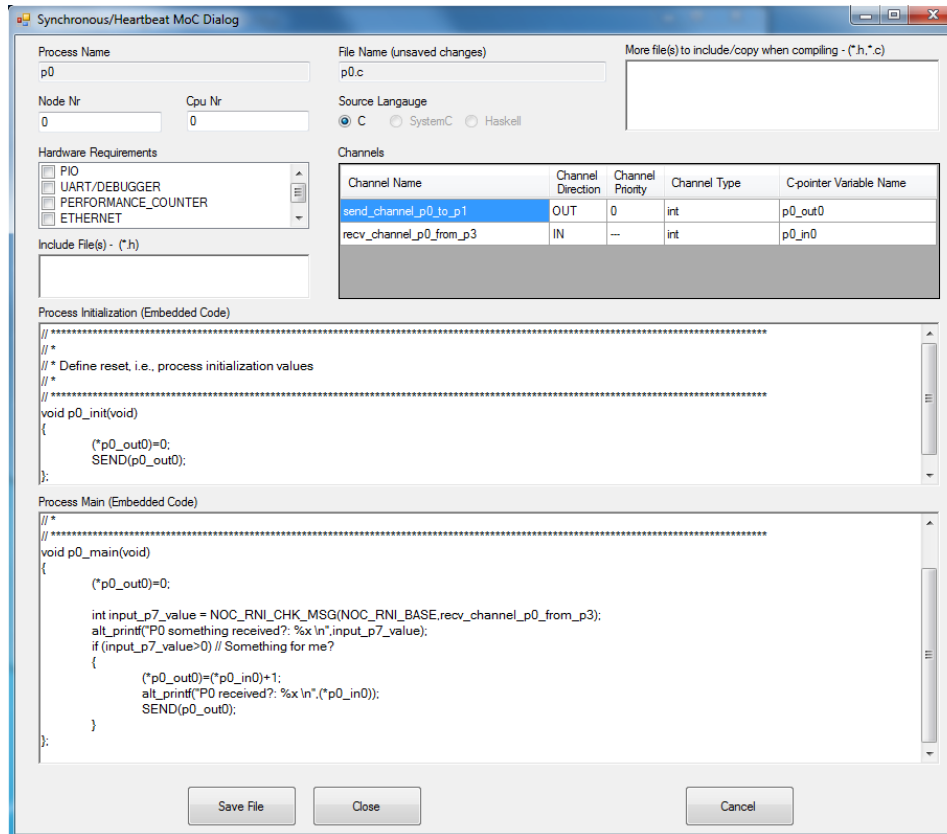 Synchronous/Heartbeat MoC Dialog
Process Name
p0
File Name (unsaved changes)
p0.c
More file(s) to include/copy when compiling - (*.h,*.c)
Node Nr
0
Cpu Nr
0
Source Langauge
C SystemC Haskell
Hardware Requirements
PIO
UART/DEBUGGER
PERFORMANCE_COUNTER
ETHERNET
Include File(s) - (*.h)
Channels
Channel Name Channel Direction Channel Priority Channel Type C-pointer Variable Name
send_channel_p0_to_p1 OUT 0 int p0_out0
recv_channel_p0_from_p3 IN --- int p0_in0
Process Initialization (Embedded Code)
// ******************************************************************************************************************************************
// *
// * Define reset, i.e., process initialization values
// *
// ******************************************************************************************************************************************
void p0_init(void)
{
(*p0_out0)=0;
SEND(p0_out0);
};
Process Main (Embedded Code)
// *
// ******************************************************************************************************************************************
void p0_main(void)
{
(*p0_out0)=0;
int input_p7_value = NOC_RNI_CHK_MSG(NOC_RNI_BASE,recv_channel_p0_from_p3);
alt_printf("P0 something received?: %x \n",input_p7_value);
if (input_p7_value>0) // Something for me?
{
(*p0_out0)=(*p0_in0)+1;
alt_printf("P0 received?: %x \n",(*p0_in0));
SEND(p0_out0);
}
};
Save File
Close
Cancel